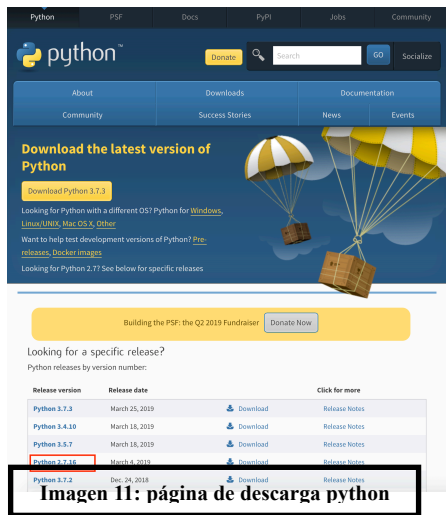 Python PSF Docs PyPI Jobs Community
python™ Donate Search GO Socialize
About Downloads Documentation
Community Success Stories News Events
Download the latest version of
Python
Download Python 3.7.3
Looking for Python with a different OS? Python for Windows,
Linux/UNIX, Mac OS X, Other
Want to help test development versions of Python? Pre-
releases, Docker images
Looking for Python 2.7? See below for specific releases
Building the PSF: the Q2 2019 Fundraiser Donate Now
Looking for a specific release?
Python releases by version number:
Release version Release date Click for more
Python 3.7.3 March 25, 2019 Download Release Notes
Python 3.4.10 March 18, 2019 Download Release Notes
Python 3.5.7 March 18, 2019 Download Release Notes
Python 2.7.16 March 4, 2019 Download Release Notes
Python 3.7.2 Dec. 24, 2018 Download Release Notes
Imagen 11: página de descarga python